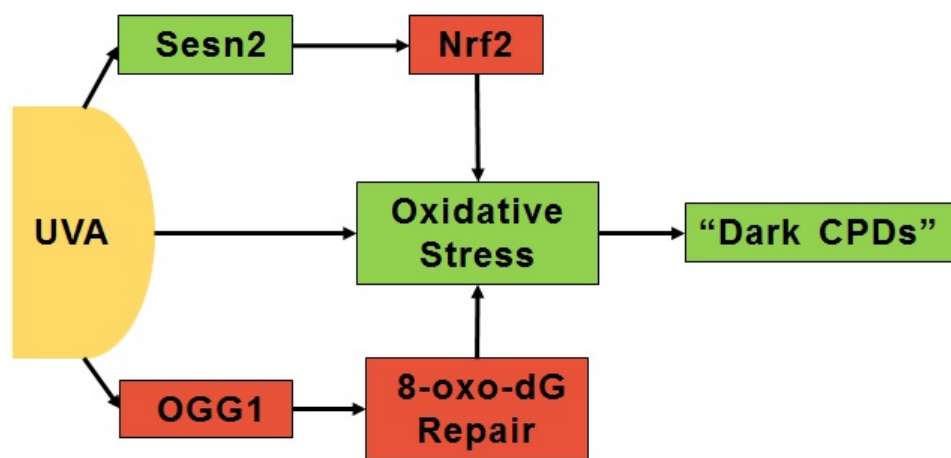 Sesn2
Nrf2
UVA
Oxidative
Stress
“Dark CPDs”
OGG1
8-oxo-dG
Repair